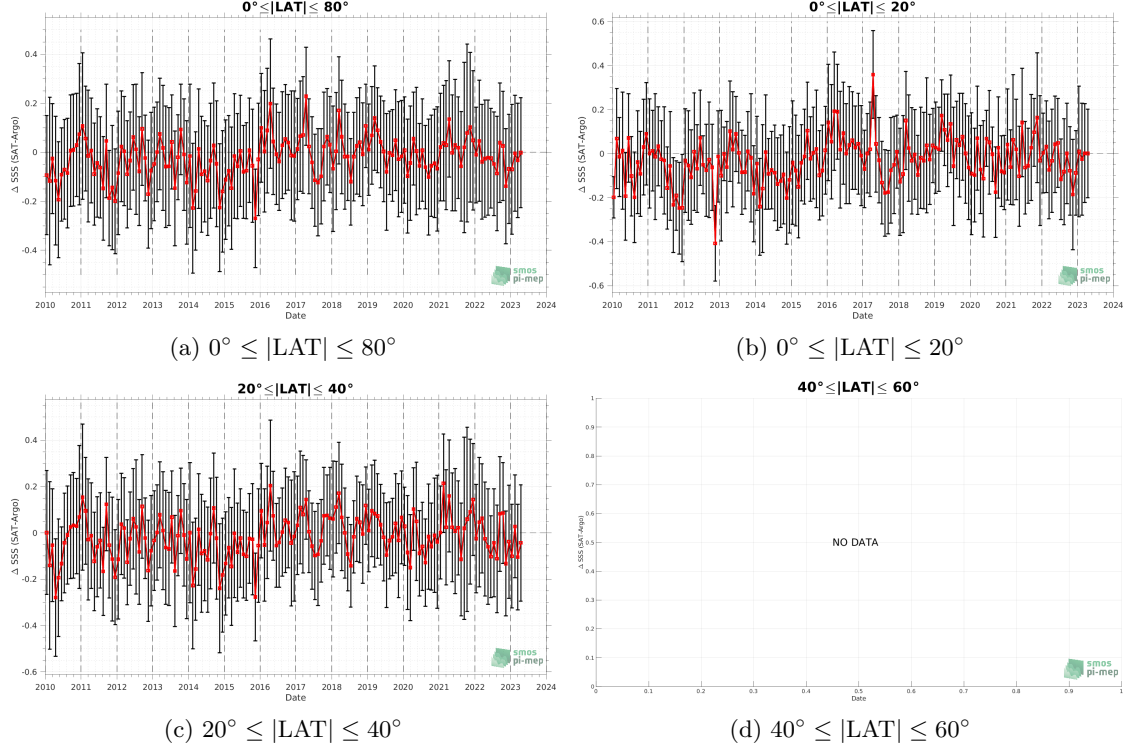 0°≤|LAT|≤ 80°
Δ SSS (SAT-Argo)
0.4
0.2
0
-0.2
-0.4
2010 2011 2012 2013 2014 2015 2016 2017 2018 2019 2020 2021 2022 2023 2024
Date
smos
pi-mep
(a) 0° ≤ |LAT| ≤ 80°
0°≤|LAT|≤ 20°
Δ SSS (SAT-Argo)
0.6
0.4
0.2
0
-0.2
-0.4
-0.6
2010 2011 2012 2013 2014 2015 2016 2017 2018 2019 2020 2021 2022 2023 2024
Date
smos
pi-mep
(b) 0° ≤ |LAT| ≤ 20°
20°≤|LAT|≤ 40°
Δ SSS (SAT-Argo)
0.4
0.2
0
-0.2
-0.4
-0.6
2010 2011 2012 2013 2014 2015 2016 2017 2018 2019 2020 2021 2022 2023 2024
Date
smos
pi-mep
(c) 20° ≤ |LAT| ≤ 40°
40°≤|LAT|≤ 60°
Δ SSS (SAT-Argo)
1
0.9
0.8
0.7
0.6
0.5
0.4
0.3
0.2
0.1
0
NO DATA
0 0.1 0.2 0.3 0.4 0.5 0.6 0.7 0.8 0.9 1
Date
smos
pi-mep
(d) 40° ≤ |LAT| ≤ 60°